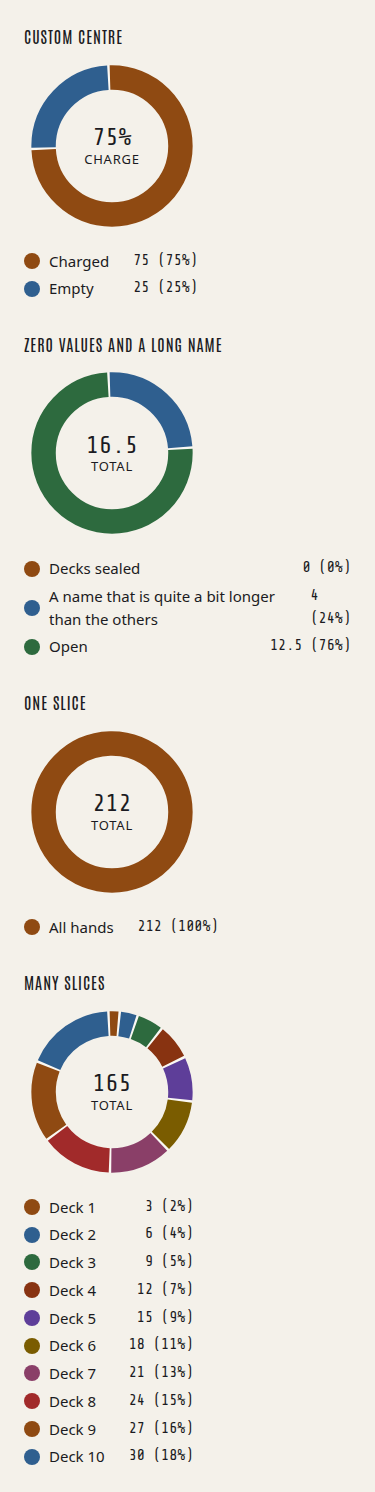 CUSTOM CENTRE
75%
CHARGE
Charged 75 (75%)
Empty 25 (25%)
ZERO VALUES AND A LONG NAME
16.5
TOTAL
Decks sealed 0 (0%)
A name that is quite a bit longer 4
than the others (24%)
Open 12.5 (76%)
ONE SLICE
212
TOTAL
All hands 212 (100%)
MANY SLICES
165
TOTAL
Deck 1 3 (2%)
Deck 2 6 (4%)
Deck 3 9 (5%)
Deck 4 12 (7%)
Deck 5 15 (9%)
Deck 6 18 (11%)
Deck 7 21 (13%)
Deck 8 24 (15%)
Deck 9 27 (16%)
Deck 10 30 (18%)